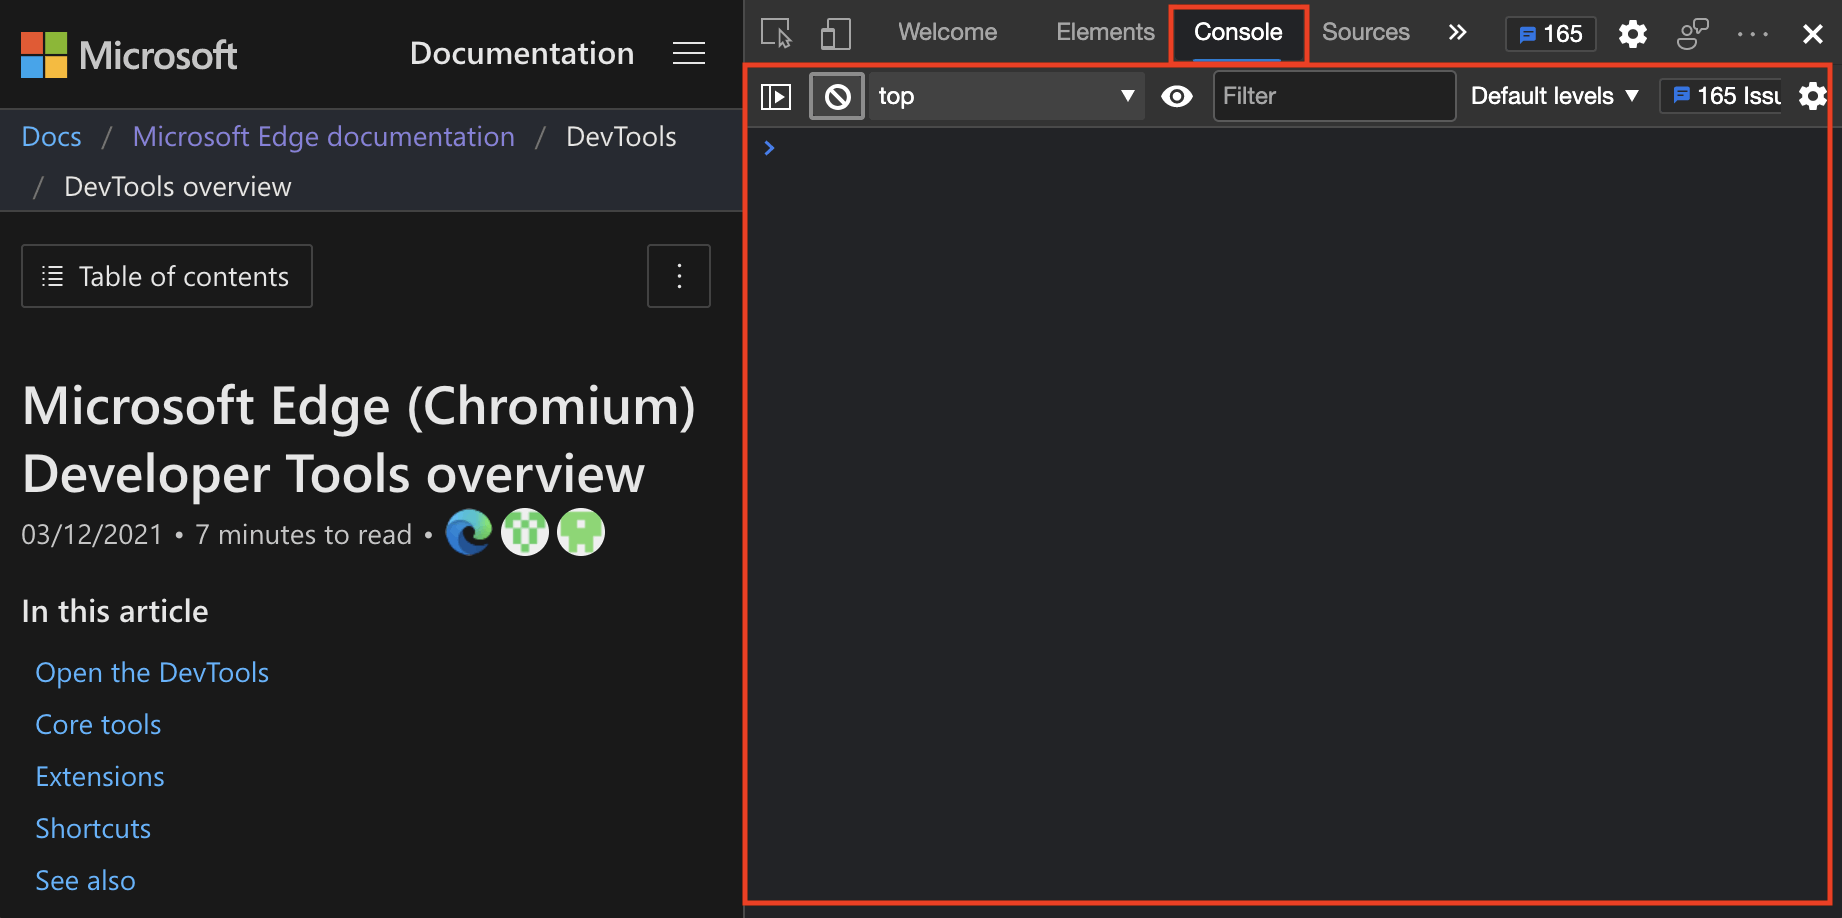 Microsoft
Documentation
Docs / Microsoft Edge documentation / DevTools
/ DevTools overview
Table of contents
Microsoft Edge (Chromium)
Developer Tools overview
03/12/2021 • 7 minutes to read •
In this article
Open the DevTools
Core tools
Extensions
Shortcuts
See also
Welcome Elements Console Sources 165
top Filter Default levels 165 Issu